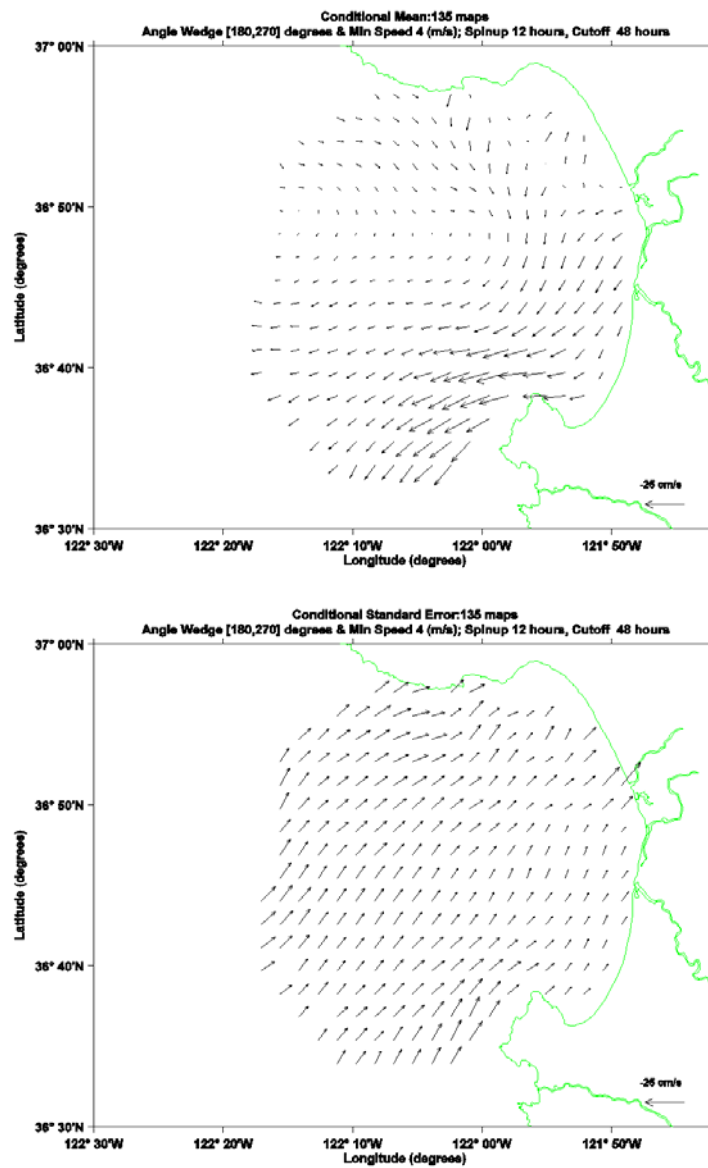 Conditional Mean:135 maps
Angle Wedge [180,270] degrees & Min Speed 4 (m/s); Spinup 12 hours, Cutoff 48 hours
37° 00'N
36° 50'N
Latitude (degrees)
36° 40'N
-25 cm/s
36° 30'N
122° 30'W 122° 20'W 122° 10'W 122° 00'W 121° 50'W
Longitude (degrees)
Conditional Standard Error:135 maps
Angle Wedge [180,270] degrees & Min Speed 4 (m/s); Spinup 12 hours, Cutoff 48 hours
37° 00'N
36° 50'N
Latitude (degrees)
36° 40'N
-25 cm/s
36° 30'N
122° 30'W 122° 20'W 122° 10'W 122° 00'W 121° 50'W
Longitude (degrees)